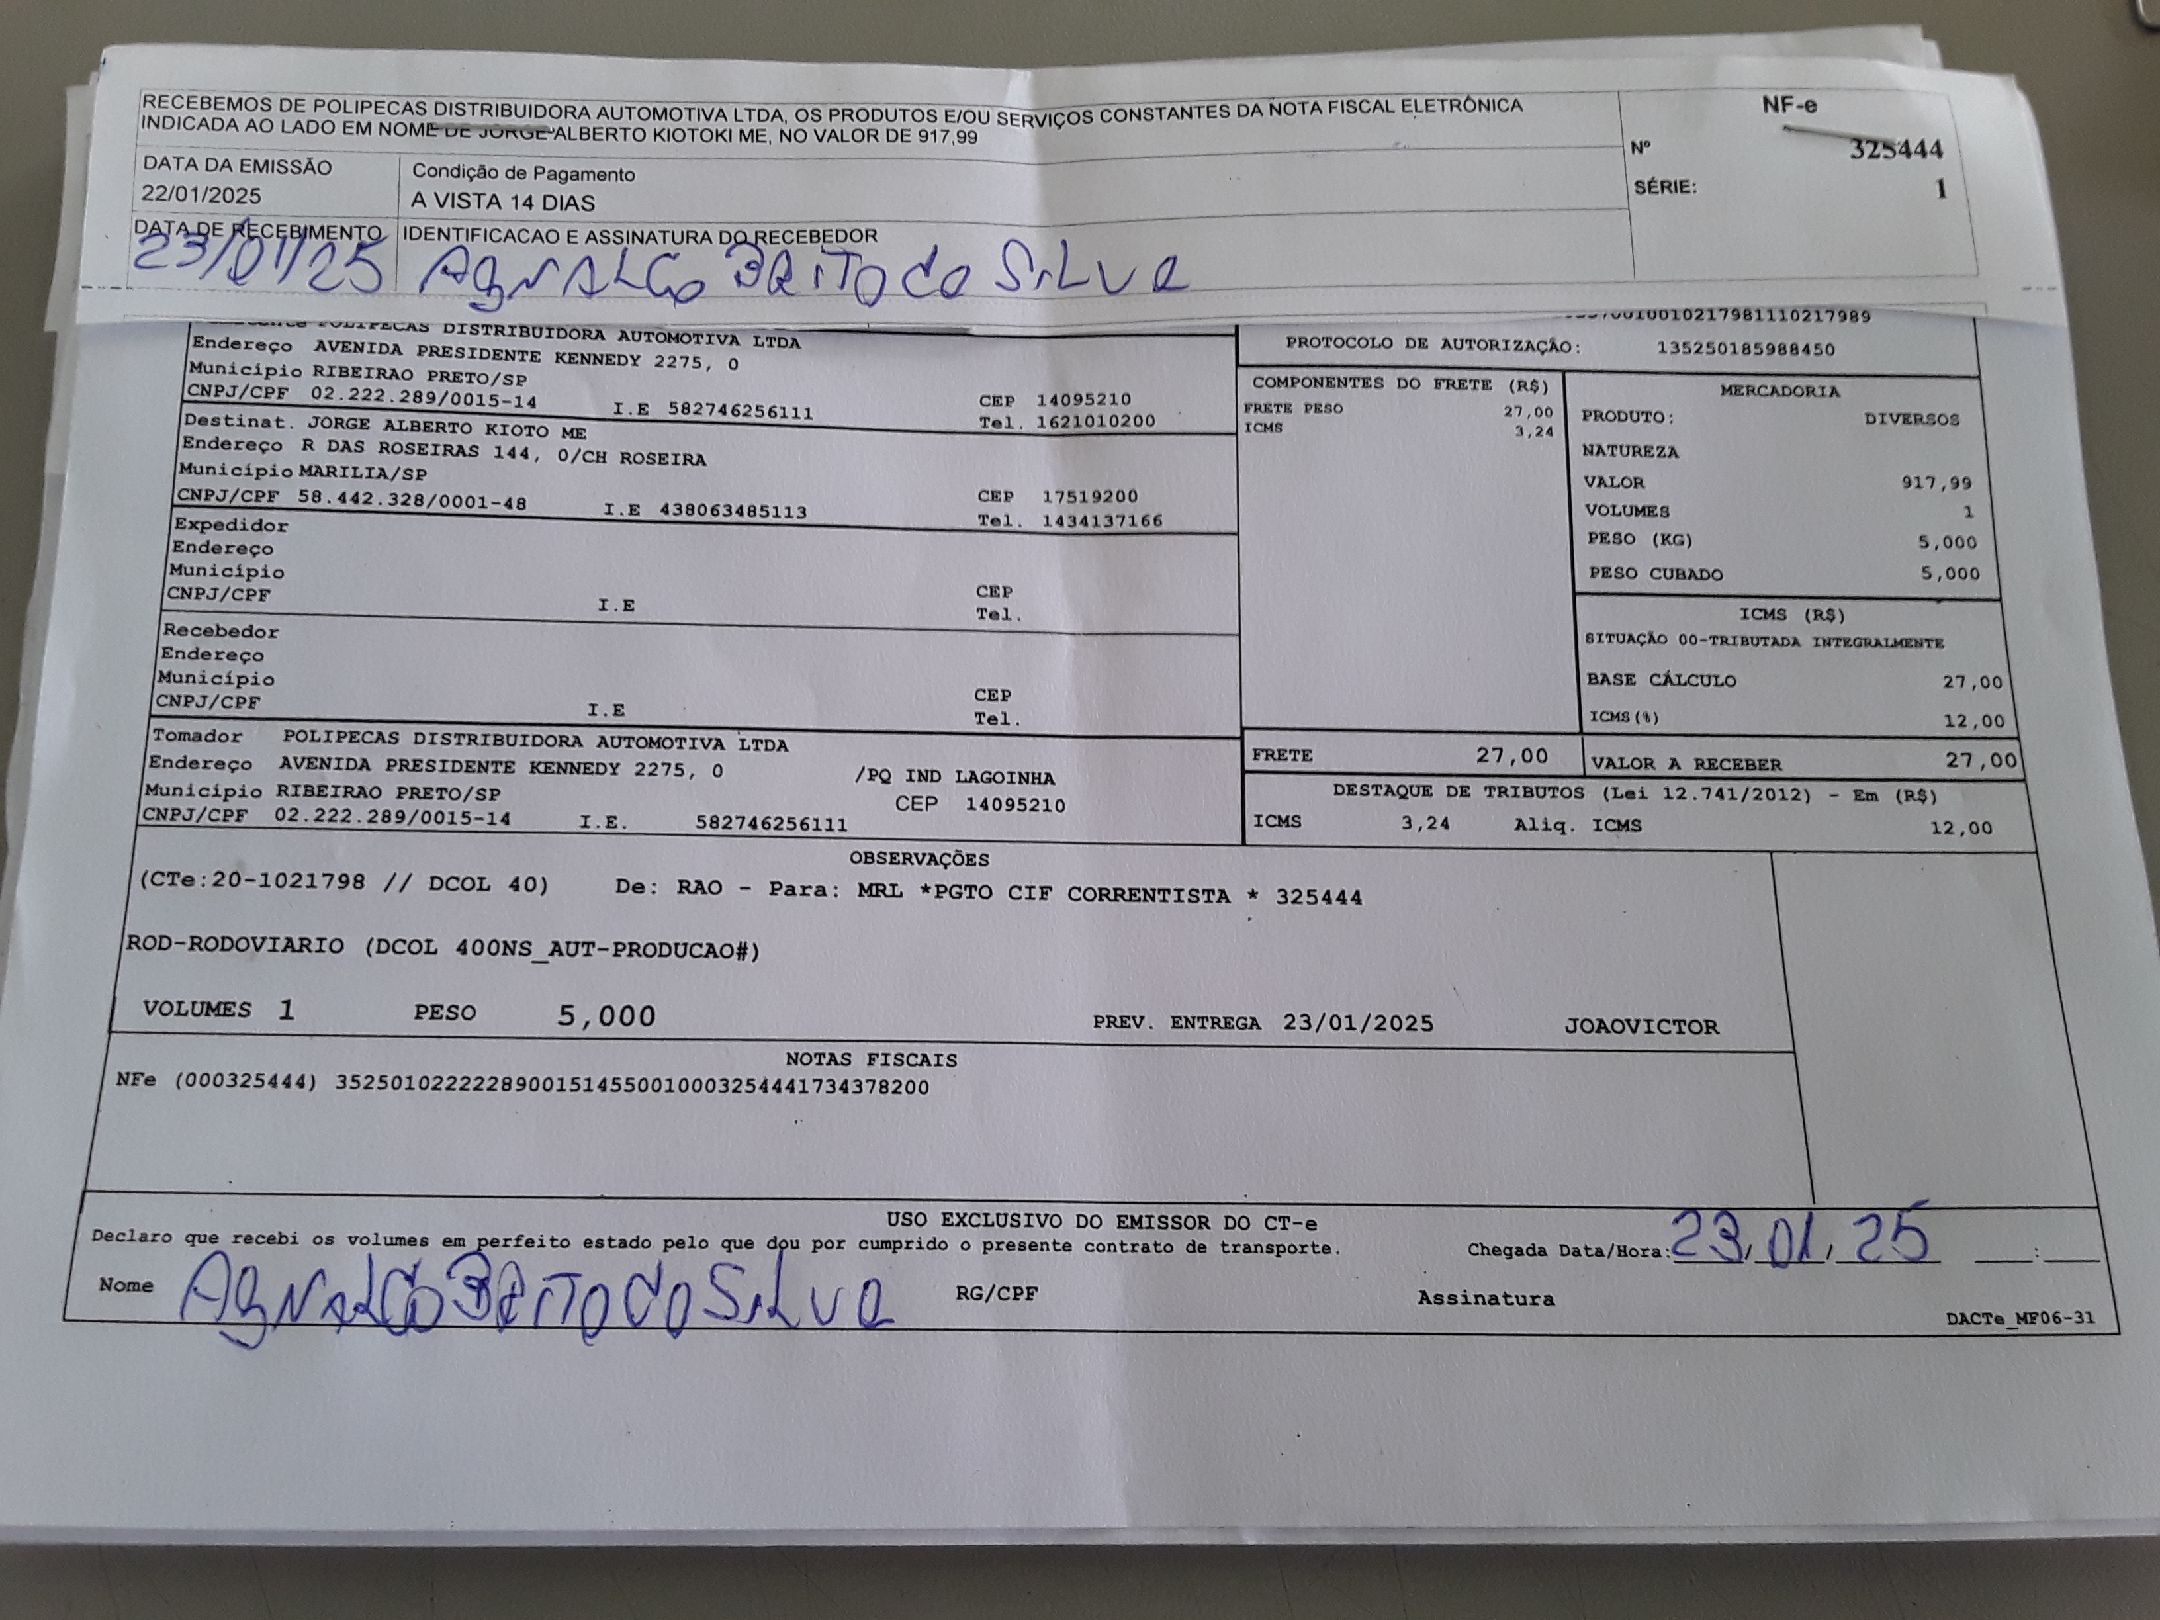 RECEBEMOS DE POLIPECAS DISTRIBUIDORA AUTOMOTIVA LTDA, OS PRODUTOS E/OU SERVIÇOS CONSTANTES DA NOTA FISCAL ELETRÔNICA
INDICADA AO LADO EM NOME DE JORGE ALBERTO KIOTOKI ME, NO VALOR DE 917,99
NF-e
Nº 325444
SÉRIE: 1
DATA DA EMISSÃO
22/01/2025
Condição de Pagamento
A VISTA 14 DIAS
DATA DE RECEBIMENTO
23/01/25
IDENTIFICACAO E ASSINATURA DO RECEBEDOR
AGNALDO BRITO da SILVA
POLIPECAS DISTRIBUIDORA AUTOMOTIVA LTDA
Endereço AVENIDA PRESIDENTE KENNEDY 2275, 0
Município RIBEIRAO PRETO/SP CEP 14095210
CNPJ/CPF 02.222.289/0015-14 I.E 582746256111 Tel. 1621010200
Destinat. JORGE ALBERTO KIOTO ME
Endereço R DAS ROSEIRAS 144, 0/CH ROSEIRA
Município MARILIA/SP CEP 17519200
CNPJ/CPF 58.442.328/0001-48 I.E 438063485113 Tel. 1434137166
Expedidor
Endereço
Município CEP
CNPJ/CPF I.E Tel.
Recebedor
Endereço
Município CEP
CNPJ/CPF I.E Tel.
Tomador POLIPECAS DISTRIBUIDORA AUTOMOTIVA LTDA
Endereço AVENIDA PRESIDENTE KENNEDY 2275, 0 /PQ IND LAGOINHA
Município RIBEIRAO PRETO/SP CEP 14095210
CNPJ/CPF 02.222.289/0015-14 I.E. 582746256111
PROTOCOLO DE AUTORIZAÇÃO: 135250185988450
COMPONENTES DO FRETE (R$)
FRETE PESO 27,00
ICMS 3,24
MERCADORIA
PRODUTO: DIVERSOS
NATUREZA
VALOR 917,99
VOLUMES 1
PESO (KG) 5,000
PESO CUBADO 5,000
ICMS (R$)
SITUAÇÃO 00-TRIBUTADA INTEGRALMENTE
BASE CÁLCULO 27,00
ICMS(%) 12,00
FRETE 27,00
VALOR A RECEBER 27,00
DESTAQUE DE TRIBUTOS (Lei 12.741/2012) - Em (R$)
ICMS 3,24 Aliq. ICMS 12,00
OBSERVAÇÕES
(CTe:20-1021798 // DCOL 40) De: RAO - Para: MRL *PGTO CIF CORRENTISTA * 325444
ROD-RODOVIARIO (DCOL 400NS_AUT-PRODUCAO#)
VOLUMES 1 PESO 5,000 PREV. ENTREGA 23/01/2025 JOAOVICTOR
NOTAS FISCAIS
NFe (000325444) 35250102222289001514550010003254441734378200
USO EXCLUSIVO DO EMISSOR DO CT-e
Declaro que recebi os volumes em perfeito estado pelo que dou por cumprido o presente contrato de transporte. Chegada Data/Hora: 23/01/25 :
Nome AGNALDO BRITO da SILVA RG/CPF Assinatura
DACTe_MF06-31